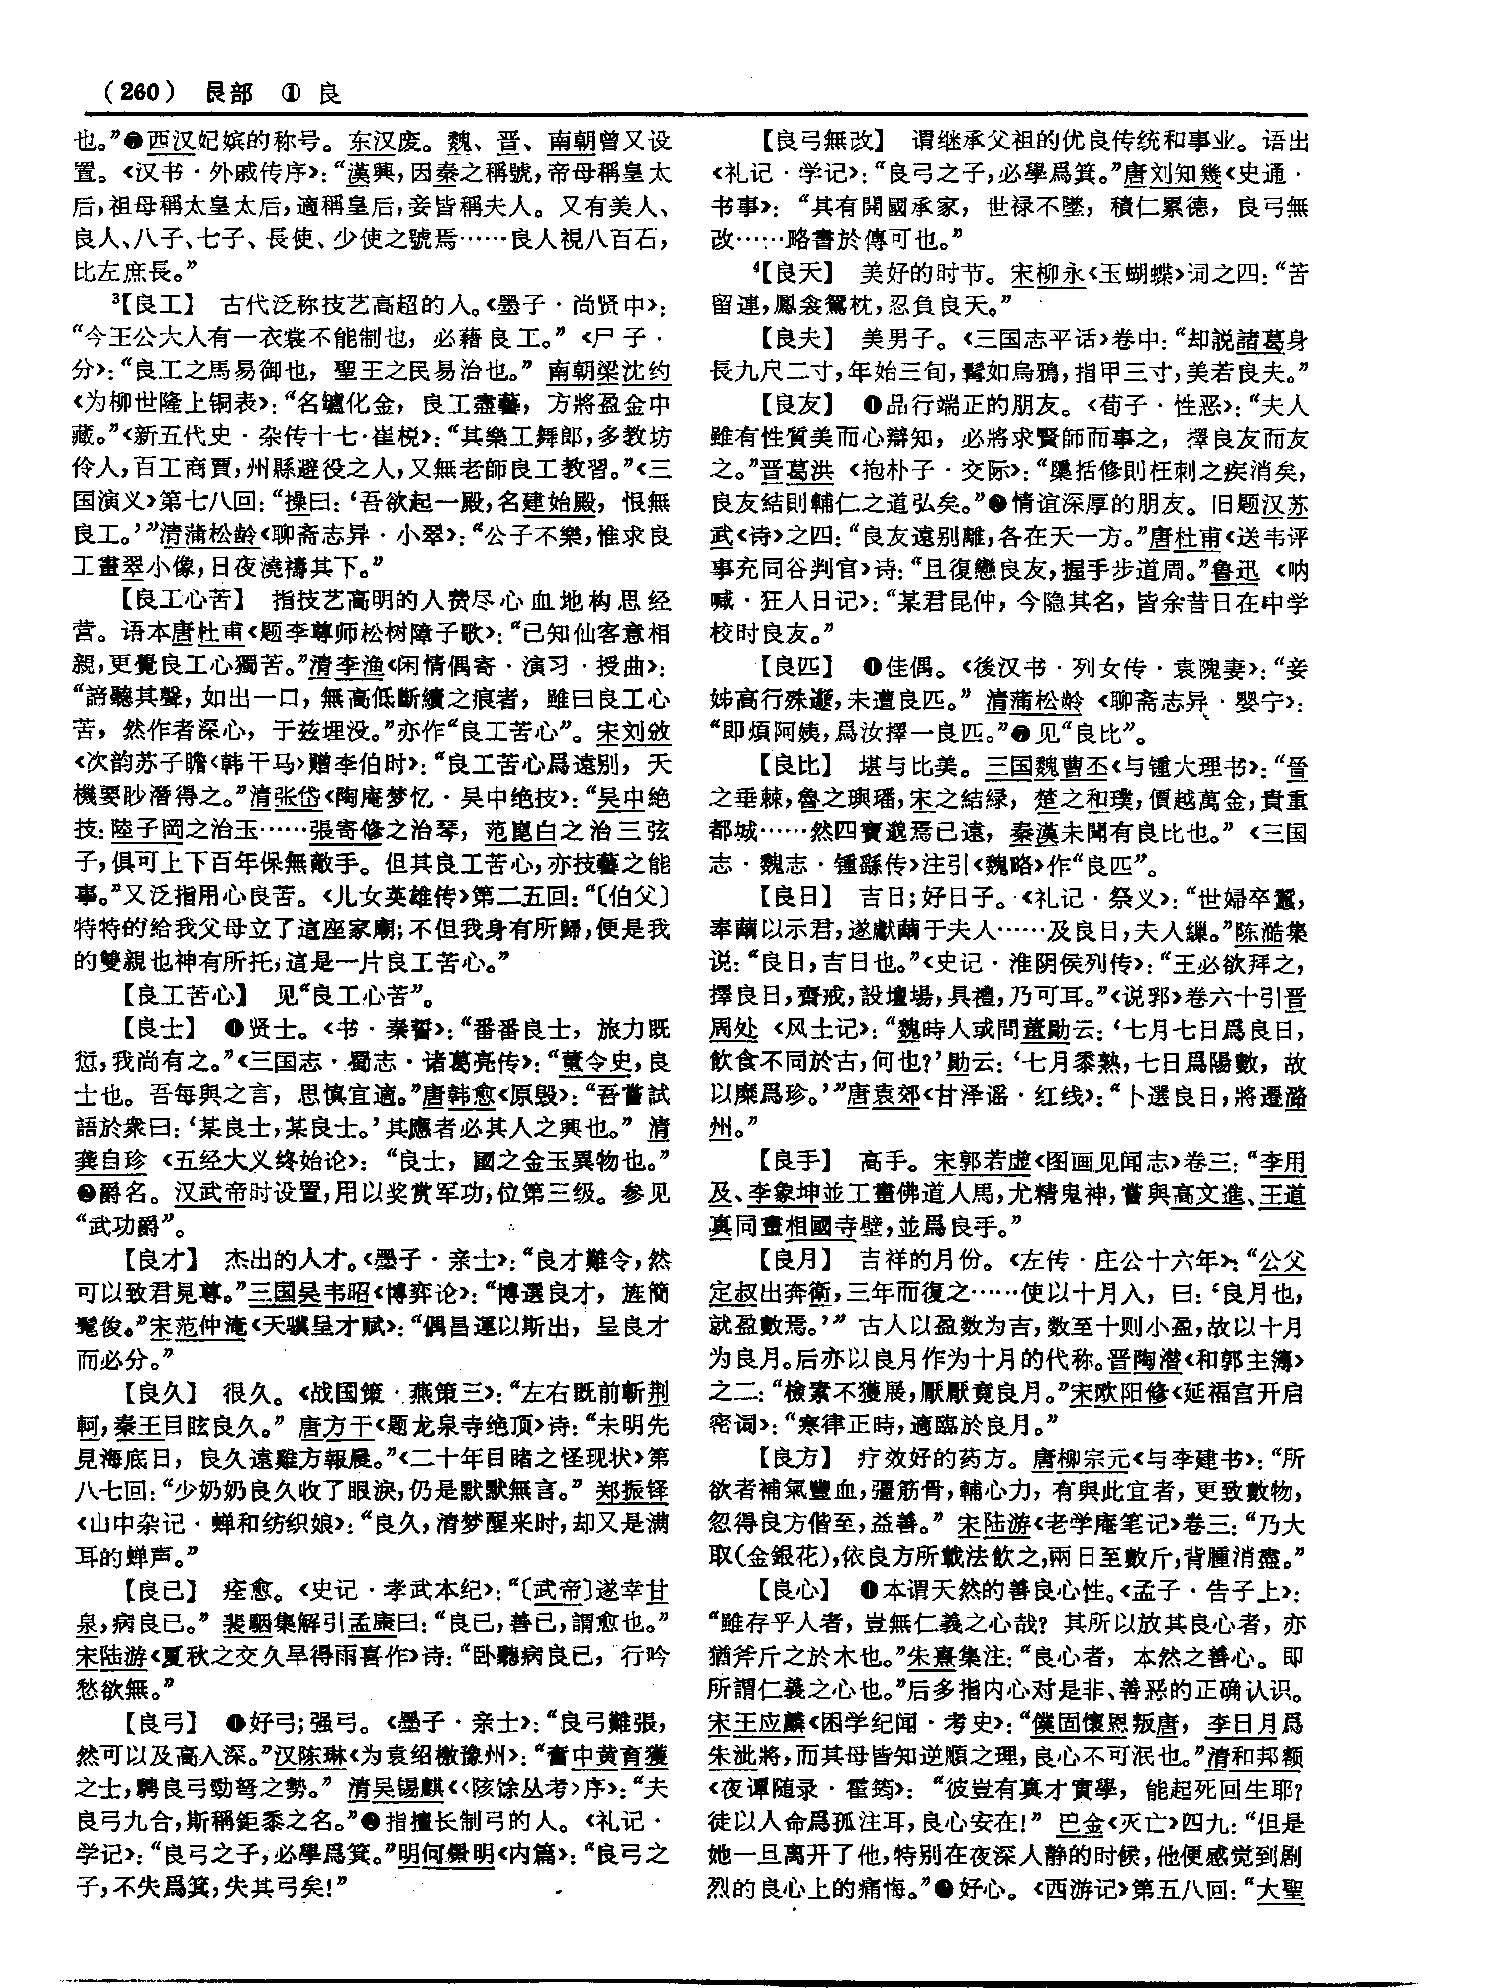 （260） 艮部 ① 良
也。”❼西汉妃嫔的称号。东汉废。魏、晋、南朝曾又设
置。《汉书·外戚传序》：“漢興，因秦之稱號，帝母稱皇太
后，祖母稱太皇太后，適稱皇后，妾皆稱夫人。又有美人、
良人、八子、七子、長使、少使之號焉……良人視八百石，
比左庶長。”
³【良工】 古代泛称技艺高超的人。《墨子·尚贤中》：
“今王公大人有一衣裳不能制也，必藉良工。”《尸子·
分》：“良工之馬易御也，聖王之民易治也。”南朝梁沈约
《为柳世隆上铜表》：“名鑪化金，良工盡藝，方將盈金中
藏。”《新五代史·杂传十七·崔棁》：“其樂工舞郎，多教坊
伶人，百工商賈，州縣避役之人，又無老師良工教習。”《三
国演义》第七八回：“操曰：‘吾欲起一殿，名建始殿，恨無
良工。’”清蒲松龄《聊斋志异·小翠》：“公子不樂，惟求良
工畫翠小像，日夜澆禱其下。”
【良工心苦】 指技艺高明的人费尽心血地构思经
营。语本唐杜甫《题李尊师松树障子歌》：“已知仙客意相
親，更覺良工心獨苦。”清李渔《闲情偶寄·演习·授曲》：
“諦聽其聲，如出一口，無高低斷續之痕者，雖曰良工心
苦，然作者深心，于兹埋没。”亦作“良工苦心”。宋刘攽
《次韵苏子瞻〈韩干马〉赠李伯时》：“良工苦心爲遠别，天
機要眇潛得之。”清张岱《陶庵梦忆·吴中绝技》：“吴中絶
技：陸子岡之治玉……張寄修之治琴，范崑白之治三弦
子，俱可上下百年保無敵手。但其良工苦心，亦技藝之能
事。”又泛指用心良苦。《儿女英雄传》第二五回：“〔伯父〕
特特的给我父母立了這座家廟；不但我身有所歸，便是我
的雙親也神有所托，這是一片良工苦心。”
【良工苦心】 见“良工心苦”。
【良士】 ❶贤士。《书·秦誓》：“番番良士，旅力既
愆，我尚有之。”《三国志·蜀志·诸葛亮传》：“董令史，良
士也。吾每與之言，思慎宜適。”唐韩愈《原毁》：“吾嘗試
語於衆曰：‘某良士，某良士。’其應者必其人之興也。”清
龚自珍《五经大义终始论》：“良士，國之金玉異物也。”
❷爵名。汉武帝时设置，用以奖赏军功，位第三级。参见
“武功爵”。
【良才】 杰出的人才。《墨子·亲士》：“良才難令，然
可以致君見尊。”三国吴韦昭《博弈论》：“博選良才，旌簡
髦俊。”宋范仲淹《天骥呈才赋》：“偶昌運以斯出，呈良才
而必分。”
【良久】 很久。《战国策·燕策三》：“左右既前斬荆
軻，秦王目眩良久。”唐方干《题龙泉寺绝顶》诗：“未明先
見海底日，良久遠雞方報晨。”《二十年目睹之怪现状》第
八七回：“少奶奶良久收了眼淚，仍是默默無言。”郑振铎
《山中杂记·蝉和纺织娘》：“良久，清梦醒来时，却又是满
耳的蝉声。”
【良已】 痊愈。《史记·孝武本纪》：“〔武帝〕遂幸甘
泉，病良已。”裴駰集解引孟康曰：“良已，善已，謂愈也。”
宋陆游《夏秋之交久旱得雨喜作》诗：“卧聽病良已，行吟
愁欲無。”
【良弓】 ❶好弓；强弓。《墨子·亲士》：“良弓難張，
然可以及高入深。”汉陈琳《为袁绍檄豫州》：“奮中黄育獲
之士，騁良弓勁弩之勢。”清吴锡麒《〈陔馀丛考〉序》：“夫
良弓九合，斯稱鉅黍之名。”❷指擅长制弓的人。《礼记·
学记》：“良弓之子，必學爲箕。”明何景明《内篇》：“良弓之
子，不失爲箕，失其弓矣！”
【良弓無改】 谓继承父祖的优良传统和事业。语出
《礼记·学记》：“良弓之子，必學爲箕。”唐刘知幾《史通·
书事》：“其有開國承家，世禄不墜，積仁累德，良弓無
改……略書於傳可也。”
⁴【良天】 美好的时节。宋柳永《玉蝴蝶》词之四：“苦
留連，鳳衾鴛枕，忍負良天。”
【良夫】 美男子。《三国志平话》卷中：“却説諸葛身
長九尺二寸，年始三旬，髯如烏鴉，指甲三寸，美若良夫。”
【良友】 ❶品行端正的朋友。《荀子·性恶》：“夫人
雖有性質美而心辯知，必將求賢師而事之，擇良友而友
之。”晋葛洪《抱朴子·交际》：“檃括修則枉刺之疾消矣，
良友結則輔仁之道弘矣。”❷情谊深厚的朋友。旧题汉苏
武《诗》之四：“良友遠别離，各在天一方。”唐杜甫《送韦评
事充同谷判官》诗：“且復戀良友，握手步道周。”鲁迅《呐
喊·狂人日记》：“某君昆仲，今隐其名，皆余昔日在中学
校时良友。”
【良匹】 ❶佳偶。《後汉书·列女传·袁隗妻》：“妾
姊高行殊邈，未遭良匹。”清蒲松龄《聊斋志异·婴宁》：
“即煩阿姨，爲汝擇一良匹。”❷见“良比”。
【良比】 堪与比美。三国魏曹丕《与锺大理书》：“晉
之垂棘，魯之璵璠，宋之結緑，楚之和璞，價越萬金，貴重
都城……然四寶邈焉已遠，秦漢未聞有良比也。”《三国
志·魏志·锺繇传》注引《魏略》作“良匹”。
【良日】 吉日；好日子。《礼记·祭义》：“世婦卒蠶，
奉繭以示君，遂獻繭于夫人……及良日，夫人繅。”陈澔集
说：“良日，吉日也。”《史记·淮阴侯列传》：“王必欲拜之，
擇良日，齋戒，設壇場，具禮，乃可耳。”《说郛》卷六十引晋
周处《风土记》：“魏時人或問董勛云：‘七月七日爲良日，
飲食不同於古，何也？’勛云：‘七月黍熟，七日爲陽數，故
以糜爲珍。’”唐袁郊《甘泽谣·红线》：“卜選良日，將遷潞
州。”
【良手】 高手。宋郭若虚《图画见闻志》卷三：“李用
及、李象坤並工畫佛道人馬，尤精鬼神，嘗與高文進、王道
真同畫相國寺壁，並爲良手。”
【良月】 吉祥的月份。《左传·庄公十六年》：“公父
定叔出奔衛，三年而復之……使以十月入，曰：‘良月也，
就盈數焉。’”古人以盈数为吉，数至十则小盈，故以十月
为良月。后亦以良月作为十月的代称。晋陶潜《和郭主簿》
之二：“檢素不獲展，厭厭竟良月。”宋欧阳修《延福宫开启
密词》：“寒律正時，適臨於良月。”
【良方】 疗效好的药方。唐柳宗元《与李建书》：“所
欲者補氣豐血，彊筋骨，輔心力，有與此宜者，更致數物，
忽得良方偕至，益善。”宋陆游《老学庵笔记》卷三：“乃大
取（金銀花），依良方所載法飲之，兩日至數斤，背腫消盡。”
【良心】 ❶本谓天然的善良心性。《孟子·告子上》：
“雖存乎人者，豈無仁義之心哉？其所以放其良心者，亦
猶斧斤之於木也。”朱熹集注：“良心者，本然之善心。即
所謂仁義之心也。”后多指内心对是非、善恶的正确认识。
宋王应麟《困学纪闻·考史》：“僕固懷恩叛唐，李日月爲
朱泚將，而其母皆知逆順之理，良心不可泯也。”清和邦额
《夜谭随录·霍筠》：“彼豈有真才實學，能起死回生耶？
徒以人命爲孤注耳，良心安在！”巴金《灭亡》四九：“但是
她一旦离开了他，特别在夜深人静的时候，他便感觉到剧
烈的良心上的痛悔。”❷好心。《西游记》第五八回：“大聖